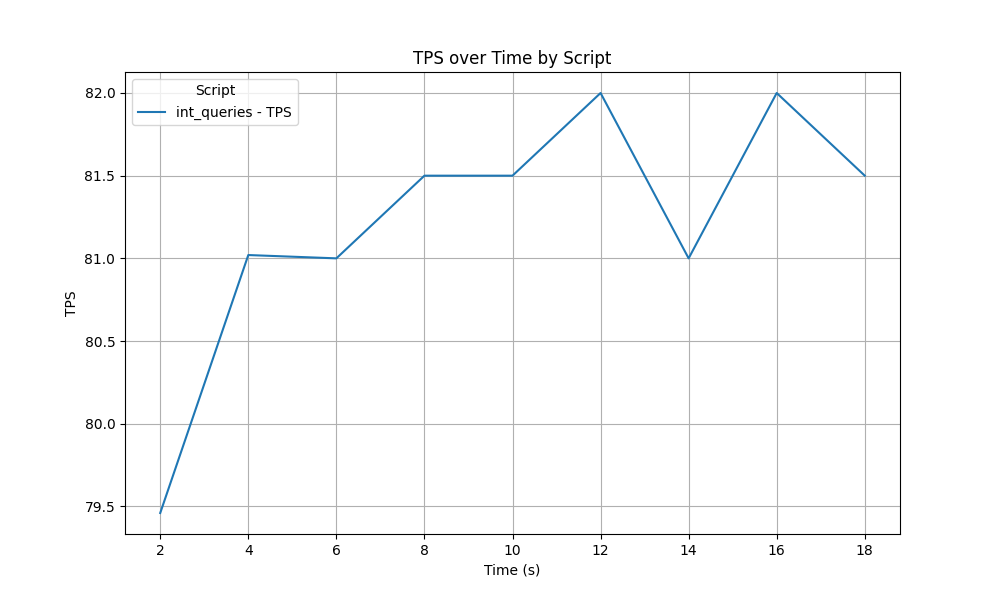 TPS over Time by Script
Script
int_queries - TPS
TPS
82.0
81.5
81.0
80.5
80.0
79.5
2 4 6 8 10 12 14 16 18
Time (s)